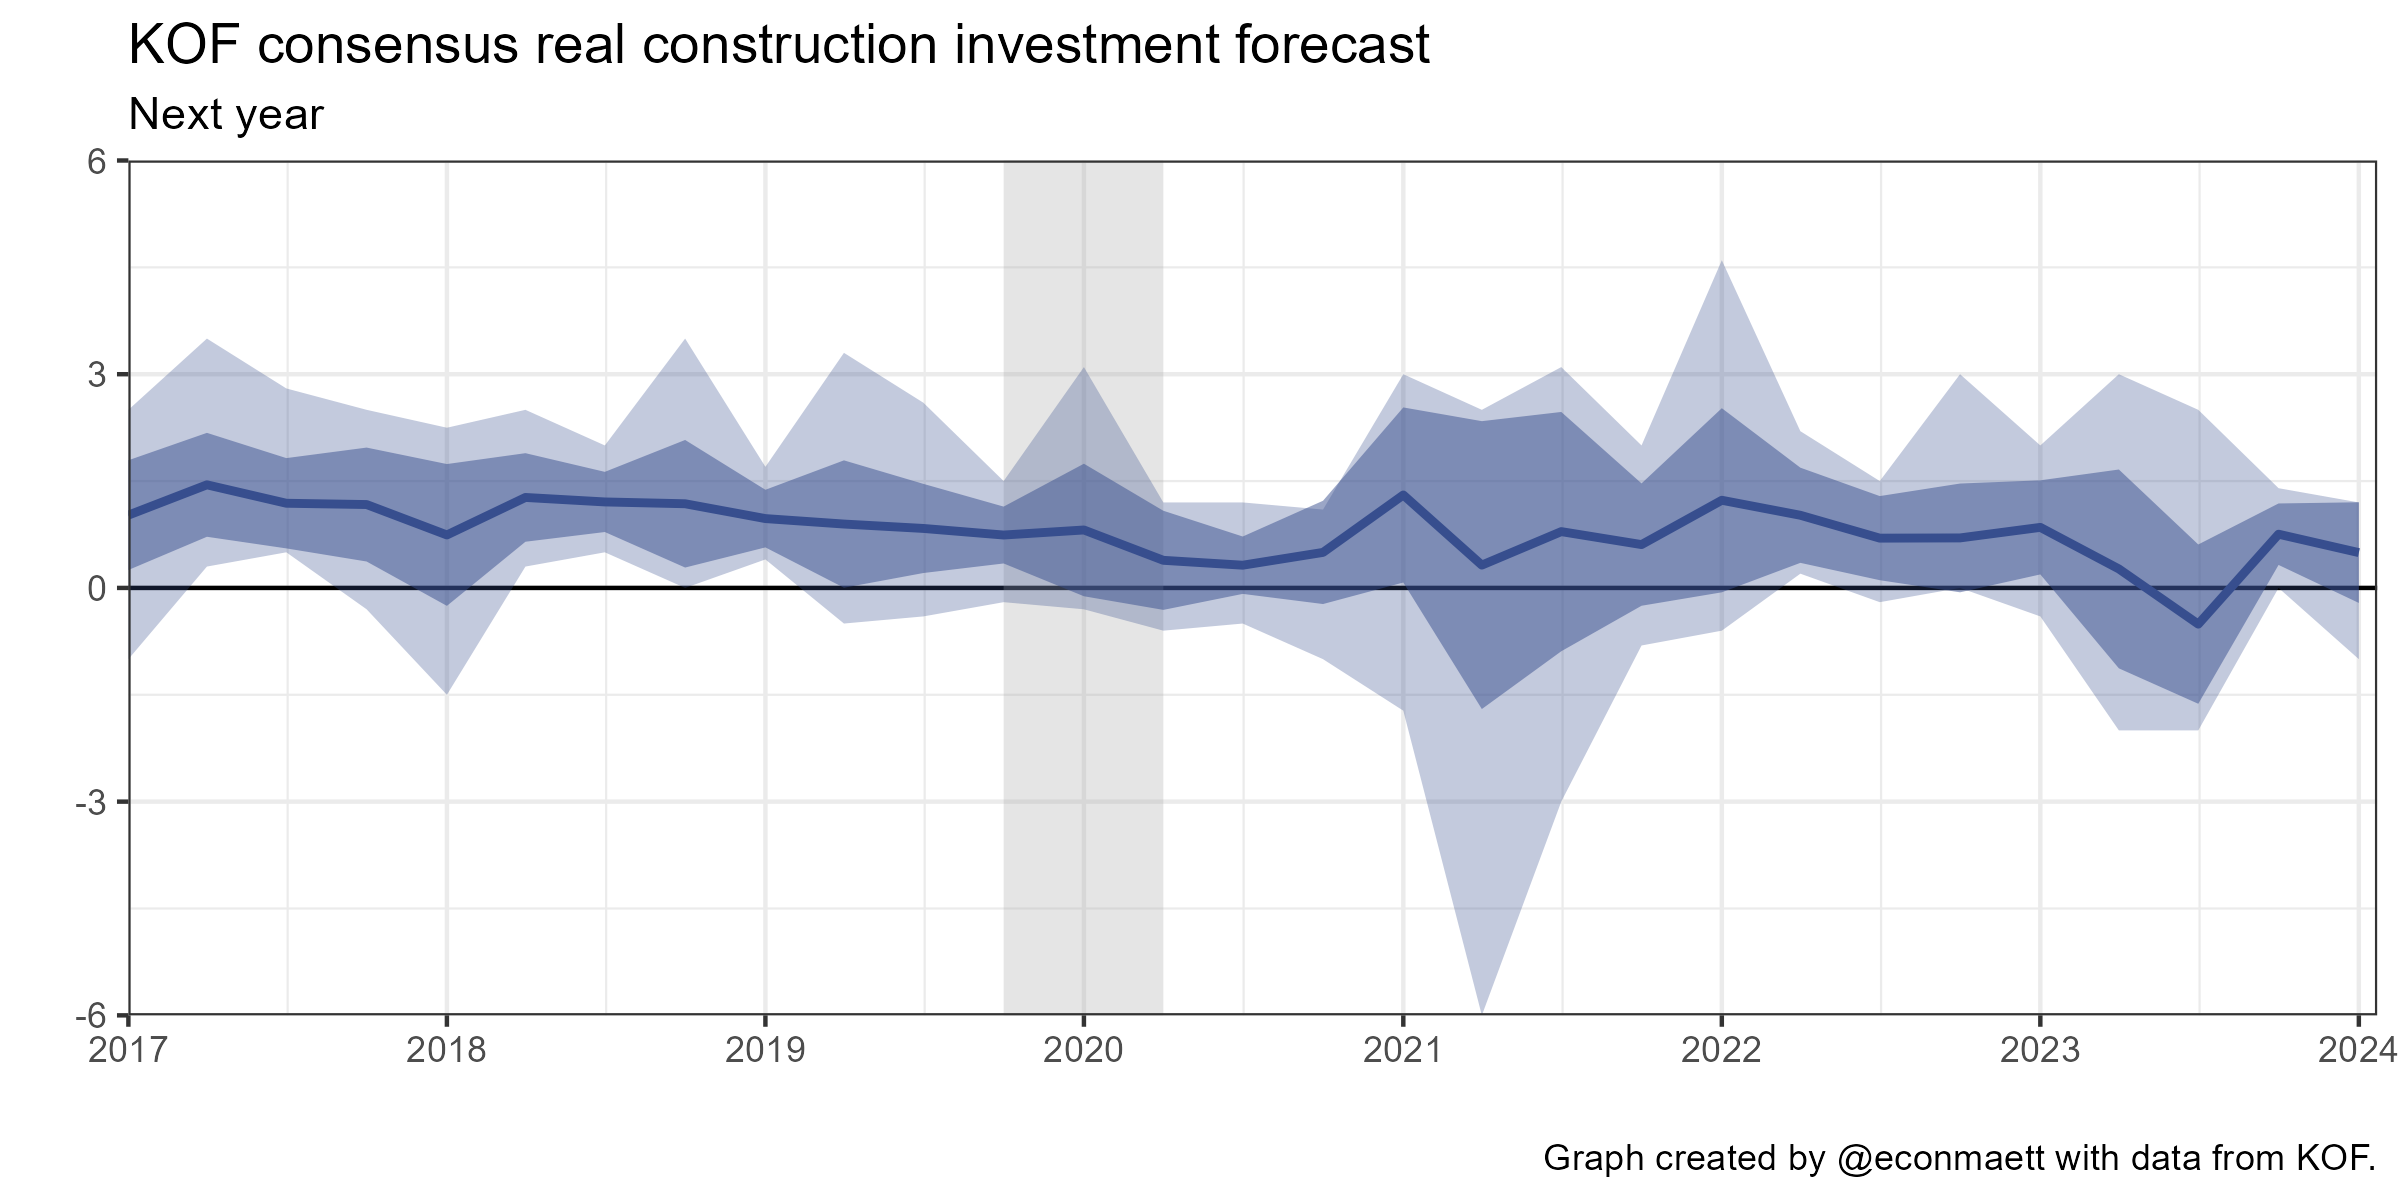 KOF consensus real construction investment forecast
Next year
6
3
0
-3
-6
2017 2018 2019 2020 2021 2022 2023 2024
Graph created by @econmaett with data from KOF.